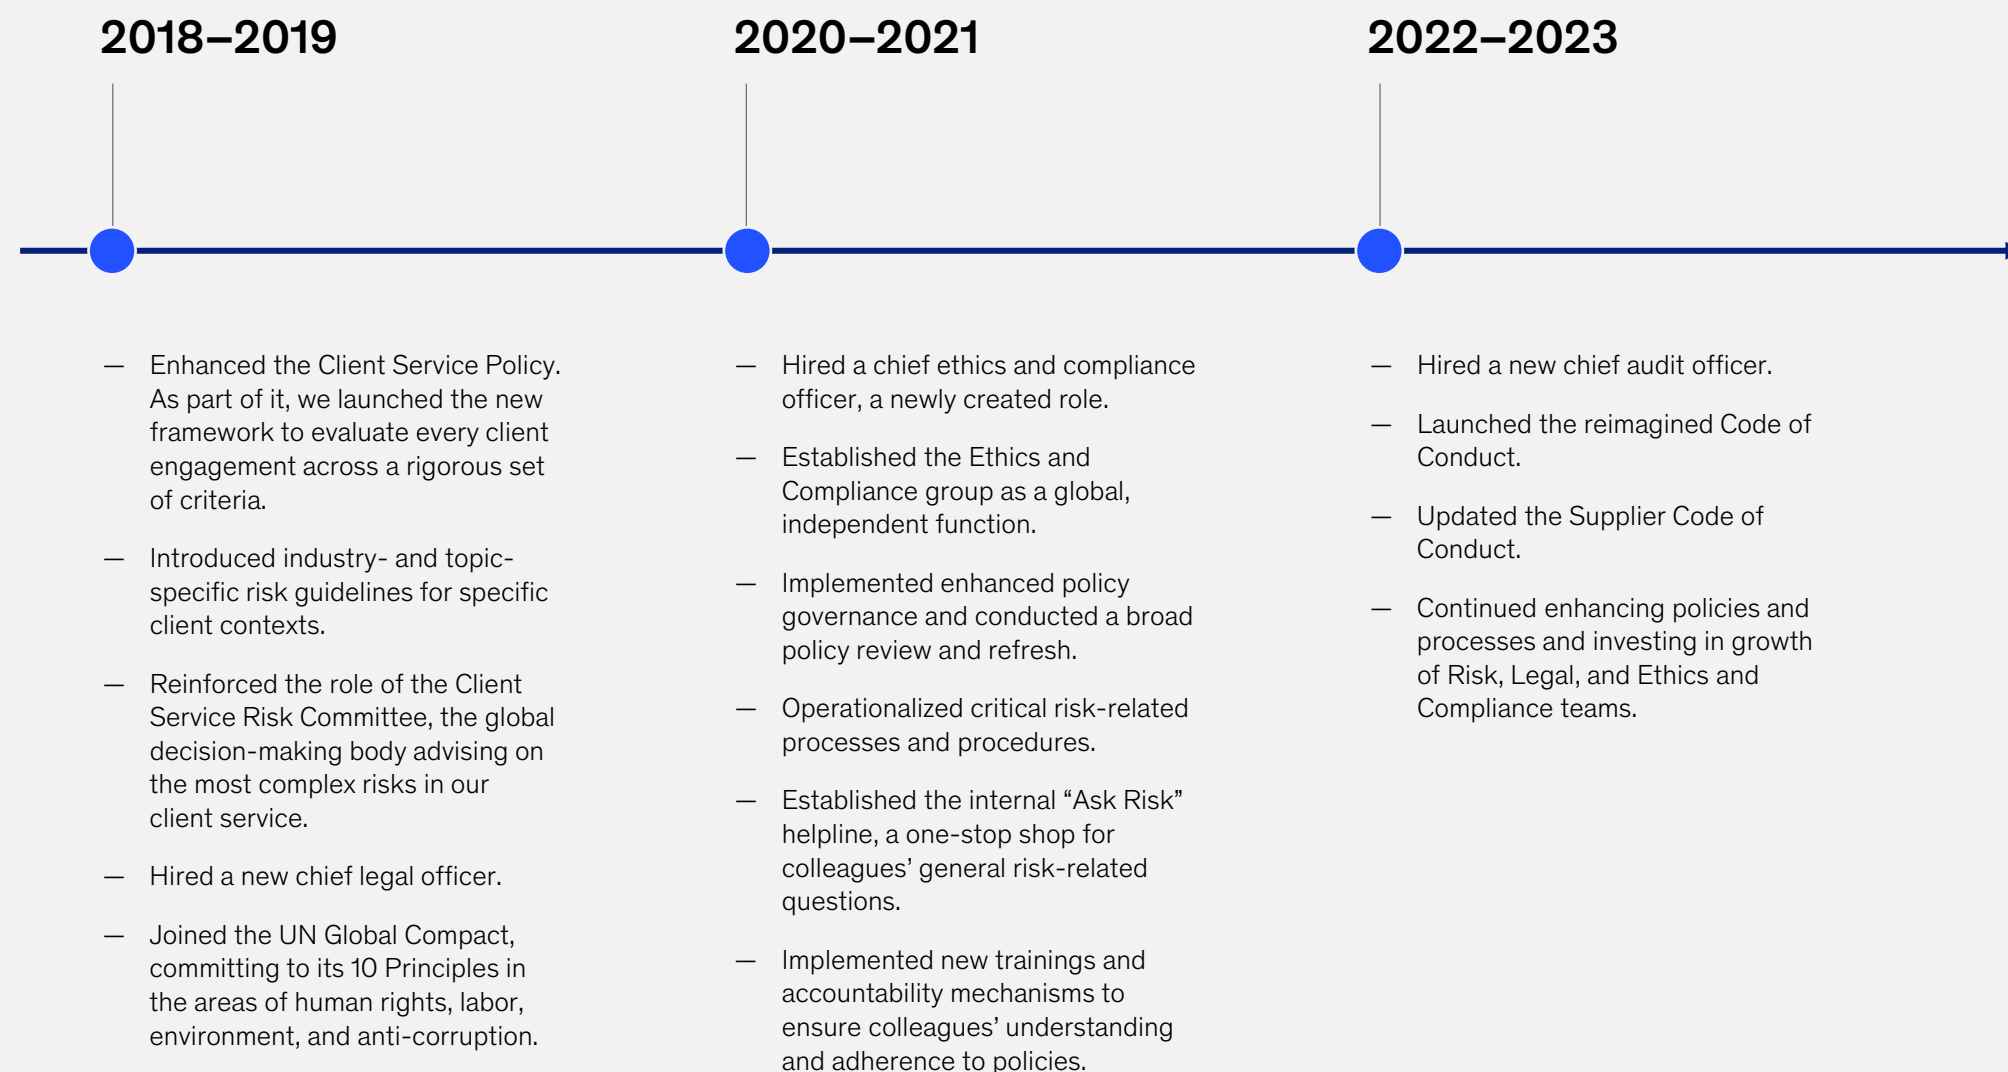 2018–2019
— Enhanced the Client Service Policy.
As part of it, we launched the new
framework to evaluate every client
engagement across a rigorous set
of criteria.
— Introduced industry- and topic-
specific risk guidelines for specific
client contexts.
— Reinforced the role of the Client
Service Risk Committee, the global
decision-making body advising on
the most complex risks in our
client service.
— Hired a new chief legal officer.
— Joined the UN Global Compact,
committing to its 10 Principles in
the areas of human rights, labor,
environment, and anti-corruption.
2020–2021
— Hired a chief ethics and compliance
officer, a newly created role.
— Established the Ethics and
Compliance group as a global,
independent function.
— Implemented enhanced policy
governance and conducted a broad
policy review and refresh.
— Operationalized critical risk-related
processes and procedures.
— Established the internal “Ask Risk”
helpline, a one-stop shop for
colleagues’ general risk-related
questions.
— Implemented new trainings and
accountability mechanisms to
ensure colleagues’ understanding
and adherence to policies.
2022–2023
— Hired a new chief audit officer.
— Launched the reimagined Code of
Conduct.
— Updated the Supplier Code of
Conduct.
— Continued enhancing policies and
processes and investing in growth
of Risk, Legal, and Ethics and
Compliance teams.